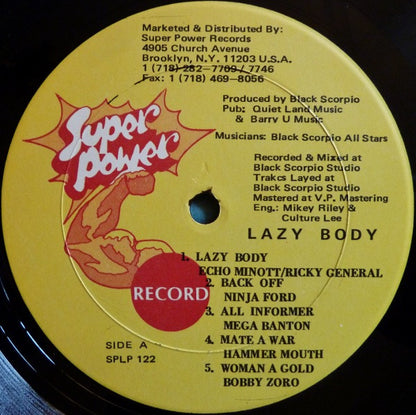 Marketed & Distributed By:
Super Power Records
4905 Church Avenue
Brooklyn, N.Y. 11203 U.S.A.
1 (718) 282-7709 / 7746
Fax: 1 (718) 469-8056
Produced by Black Scorpio
Pub: Quiet Land Music
& Barry U Music
Musicians: Black Scorpio All Stars
Recorded & Mixed at
Black Scorpio Studio
Trakcs Layed at
Black Scorpio Studio
Mastered at V.P. Mastering
Eng.: Mikey Riley &
Culture Lee
Super
Power
RECORD
LAZY BODY
1. LAZY BODY
ECHO MINOTT/RICKY GENERAL
2. BACK OFF
NINJA FORD
3. ALL INFORMER
MEGA BANTON
4. MATE A WAR
HAMMER MOUTH
5. WOMAN A GOLD
BOBBY ZORO
SIDE A
SPLP 122